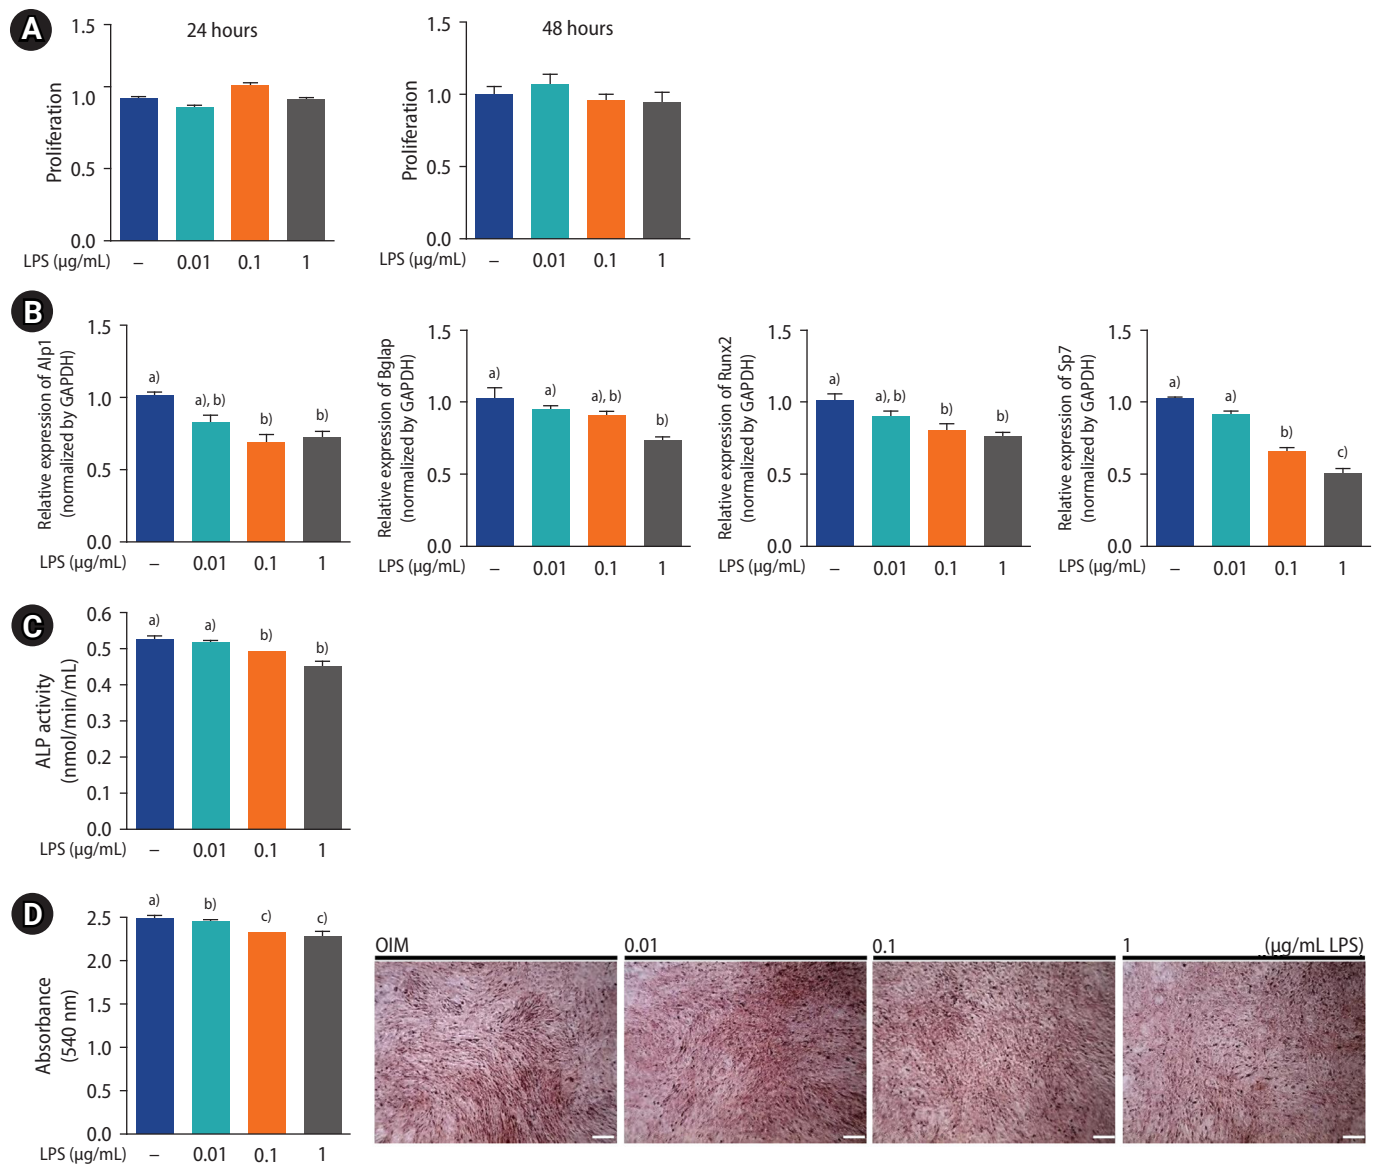 A
24 hours
1.5
1.0
0.5
0.0
Proliferation
LPS (μg/mL) – 0.01 0.1 1
48 hours
1.5
1.0
0.5
0.0
Proliferation
LPS (μg/mL) – 0.01 0.1 1
B
Relative expression of Alp1
(normalized by GAPDH)
1.5
1.0
0.5
0.0
a) a), b) b) b)
LPS (μg/mL) – 0.01 0.1 1
Relative expression of Bglap
(normalized by GAPDH)
1.5
1.0
0.5
0.0
a) a) a), b) b)
LPS (μg/mL) – 0.01 0.1 1
Relative expression of Runx2
(normalized by GAPDH)
1.5
1.0
0.5
0.0
a) a), b) b) b)
LPS (μg/mL) – 0.01 0.1 1
Relative expression of Sp7
(normalized by GAPDH)
1.5
1.0
0.5
0.0
a) a) b) c)
LPS (μg/mL) – 0.01 0.1 1
C
ALP activity
(nmol/min/mL)
0.6
0.5
0.4
0.3
0.2
0.1
0.0
a) a) b) b)
LPS (μg/mL) – 0.01 0.1 1
D
Absorbance
(540 nm)
2.5
2.0
1.5
1.0
0.5
0.0
a) b) c) c)
LPS (μg/mL) – 0.01 0.1 1
OIM 0.01 0.1 1 (μg/mL LPS)